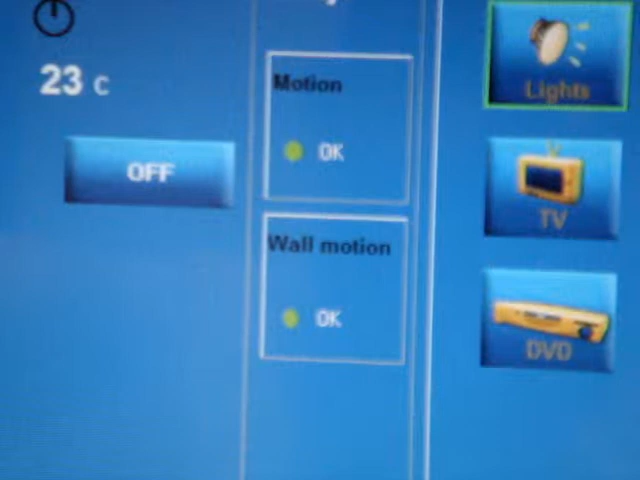 23 C
OFF
Motion
OK
Wall motion
OK
Lights
TV
DVD